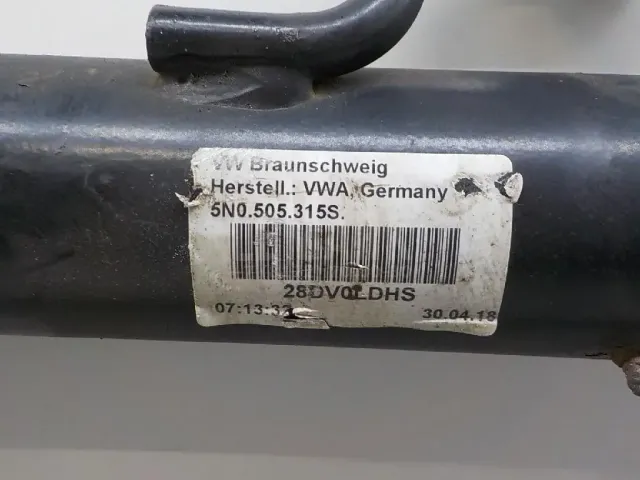 VW Braunschweig
Herstell.: VWA, Germany
5N0.505.315S.
28DV0LDHS
30.04.18